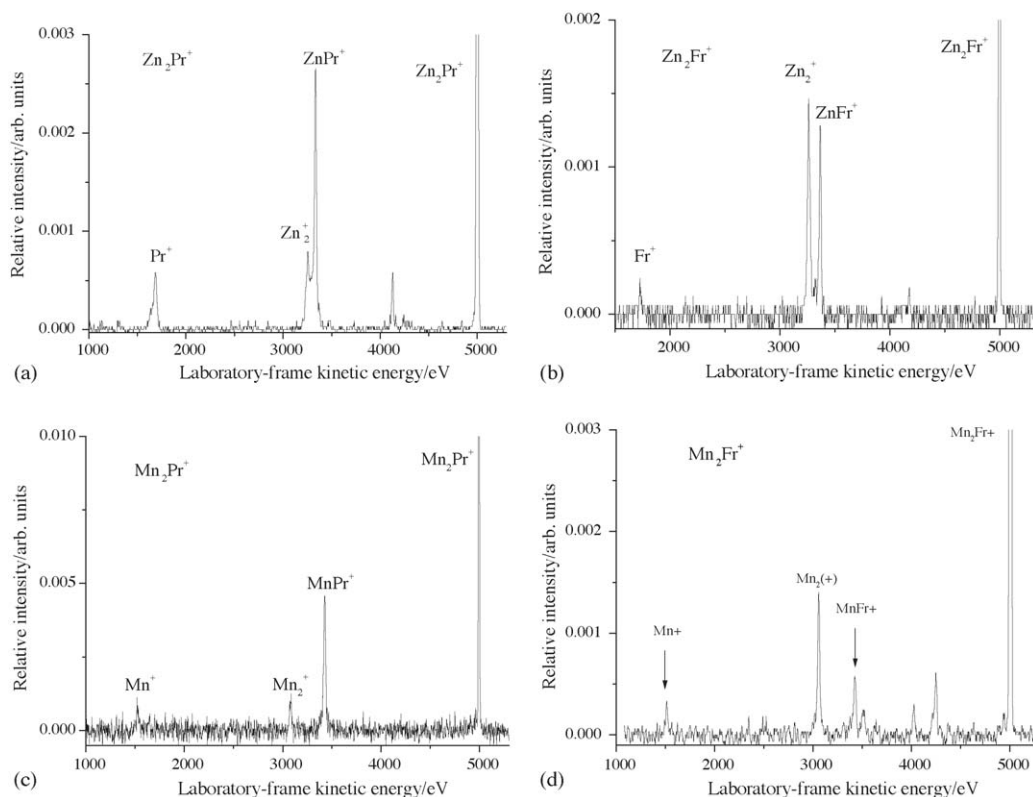 0.003
0.002
0.001
0.000
Relative intensity/arb. units
Zn₂Pr⁺
ZnPr⁺
Zn₂Pr⁺
Pr⁺
Zn₂⁺
1000 2000 3000 4000 5000
(a) Laboratory-frame kinetic energy/eV
0.002
0.001
0.000
Relative intensity/arb. units
Zn₂Fr⁺
Zn₂⁺
Zn₂Fr⁺
ZnFr⁺
Fr⁺
2000 3000 4000 5000
(b) Laboratory-frame kinetic energy/eV
0.010
0.005
0.000
Relative intensity/arb. units
Mn₂Pr⁺
Mn₂Pr⁺
MnPr⁺
Mn⁺
Mn₂⁺
1000 2000 3000 4000 5000
(c) Laboratory-frame kinetic energy/eV
0.003
0.002
0.001
0.000
Relative intensity/arb. units
Mn₂Fr+
Mn₂Fr⁺
Mn₂(+)
MnFr+
Mn+
1000 2000 3000 4000 5000
(d) Laboratory-frame kinetic energy/eV